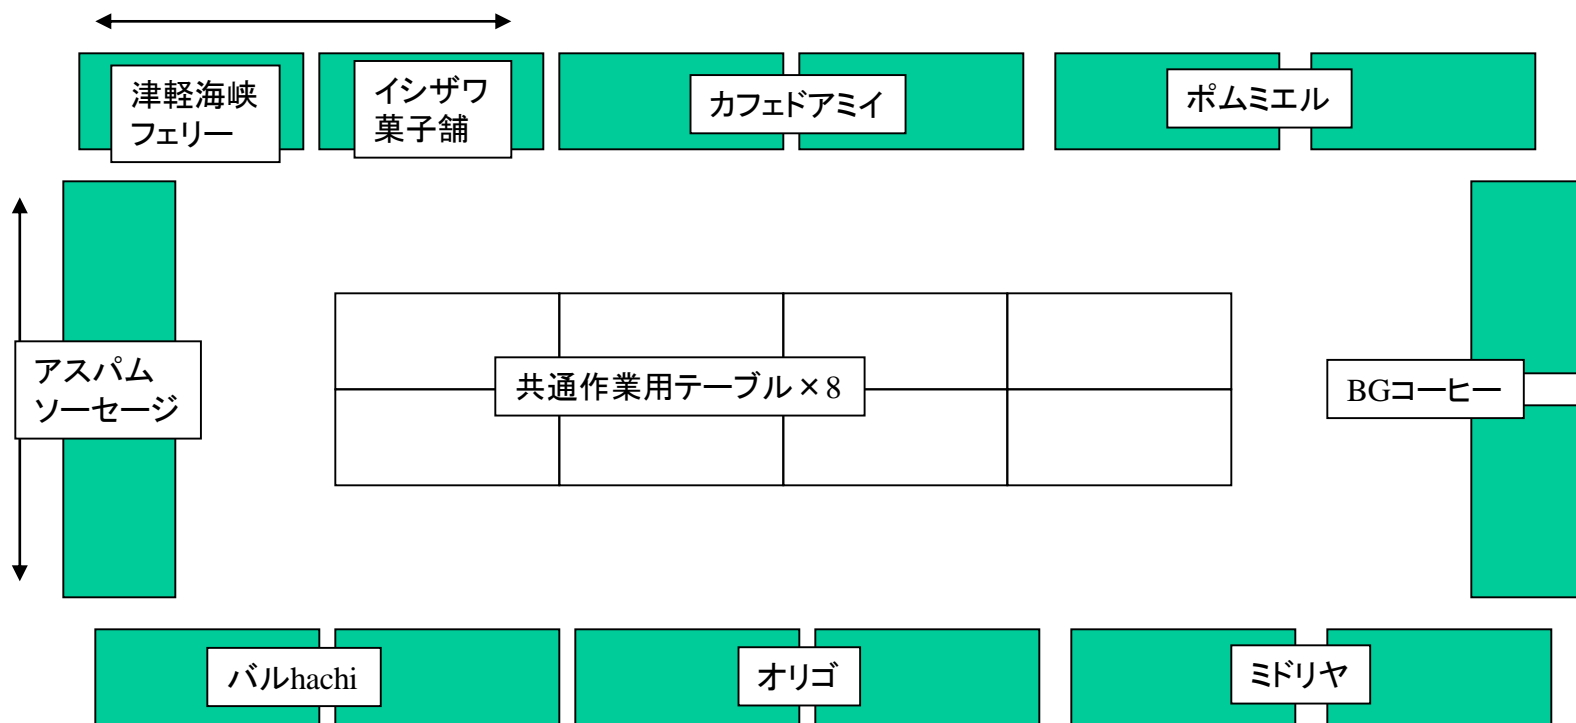 津軽海峡
フェリー
イシザワ
菓子舗
カフェドアミイ
ポムミエル
アスパム
ソーセージ
共通作業用テーブル×8
BGコーヒー
バルhachi
オリゴ
ミドリヤ